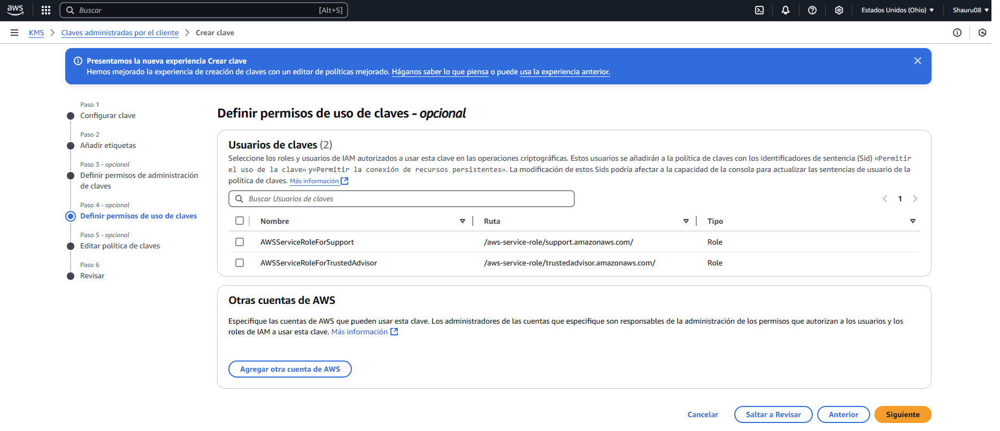 aws
Buscar [Alt+S]
Estados Unidos (Ohio) Shauru08
KMS Claves administradas por el cliente Crear clave
Presentamos la nueva experiencia Crear clave
Hemos mejorado la experiencia de creación de claves con un editor de políticas mejorado. Háganos saber lo que piensa o puede usa la experiencia anterior.
Paso 1
Configurar clave
Paso 2
Añadir etiquetas
Paso 3 - opcional
Definir permisos de administración
de claves
Paso 4 - opcional
Definir permisos de uso de claves
Paso 5 - opcional
Editar política de claves
Paso 6
Revisar
Definir permisos de uso de claves - opcional
Usuarios de claves (2)
Seleccione los roles y usuarios de IAM autorizados a usar esta clave en las operaciones criptográficas. Estos usuarios se añadirán a la política de claves con los identificadores de sentencia (Sid) «Permitir
el uso de la clave» y«Permitir la conexión de recursos persistentes». La modificación de estos Sids podría afectar a la capacidad de la consola para actualizar las sentencias de usuario de la
política de claves. Más información
Buscar Usuarios de claves
1
Nombre Ruta Tipo
AWSServiceRoleForSupport /aws-service-role/support.amazonaws.com/ Role
AWSServiceRoleForTrustedAdvisor /aws-service-role/trustedadvisor.amazonaws.com/ Role
Otras cuentas de AWS
Especifique las cuentas de AWS que pueden usar esta clave. Los administradores de las cuentas que especifique son responsables de la administración de los permisos que autorizan a los usuarios y los
roles de IAM a usar esta clave. Más información
Agregar otra cuenta de AWS
Cancelar Saltar a Revisar Anterior Siguiente